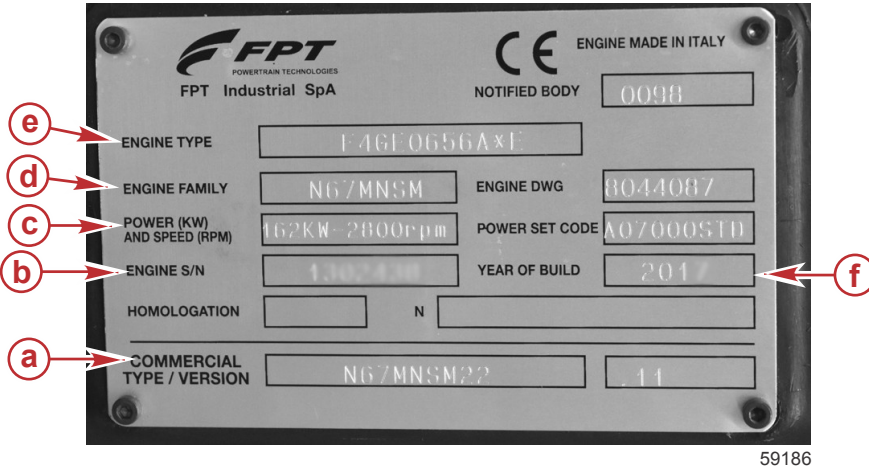 FPT
POWERTRAIN TECHNOLOGIES
FPT Industrial SpA
CE
ENGINE MADE IN ITALY
NOTIFIED BODY 0098
e
ENGINE TYPE F4GE0656A*E
d
ENGINE FAMILY N67MNSM ENGINE DWG 8044087
c
POWER (KW)
AND SPEED (RPM) 162KW-2800rpm POWER SET CODE A07000STD
b
ENGINE S/N YEAR OF BUILD 2017
f
HOMOLOGATION N
a
COMMERCIAL
TYPE / VERSION N67MNSM22 .11
59186